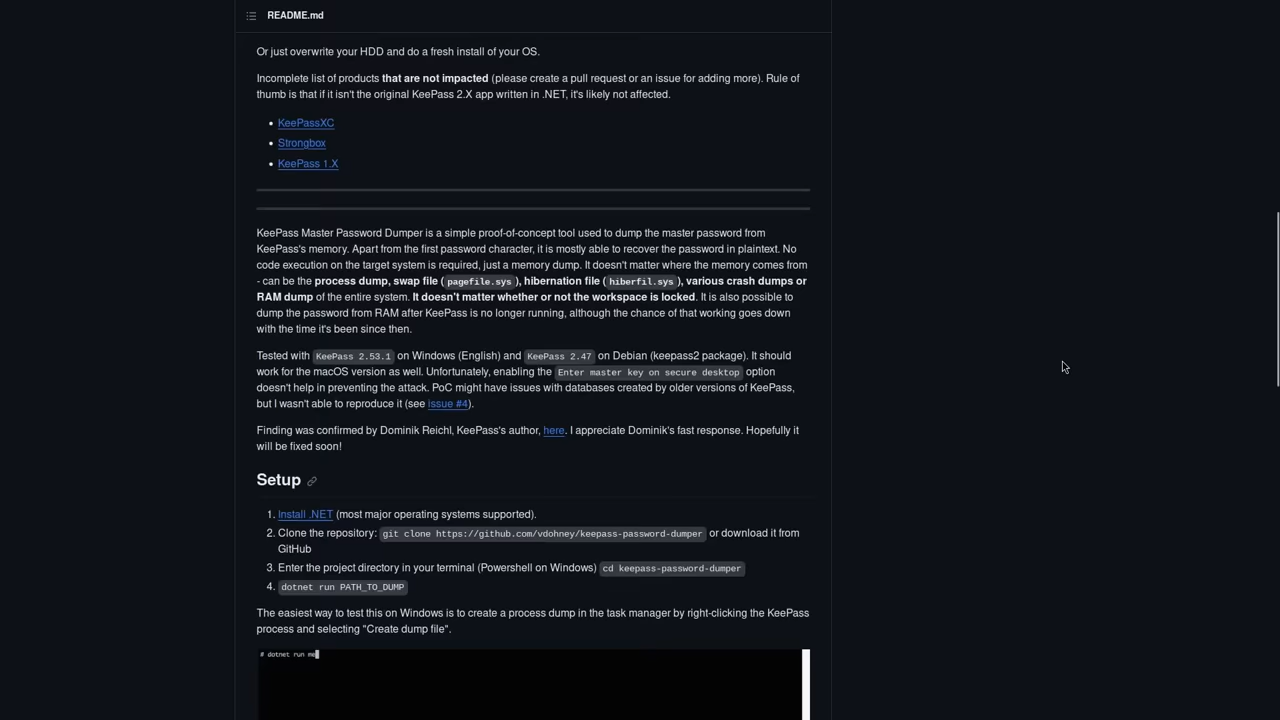 README.md
Or just overwrite your HDD and do a fresh install of your OS.
Incomplete list of products that are not impacted (please create a pull request or an issue for adding more). Rule of
thumb is that if it isn't the original KeePass 2.X app written in .NET, it's likely not affected.
KeePassXC
Strongbox
KeePass 1.X
KeePass Master Password Dumper is a simple proof-of-concept tool used to dump the master password from
KeePass's memory. Apart from the first password character, it is mostly able to recover the password in plaintext. No
code execution on the target system is required, just a memory dump. It doesn't matter where the memory comes from
- can be the process dump, swap file (pagefile.sys), hibernation file (hiberfil.sys), various crash dumps or
RAM dump of the entire system. It doesn't matter whether or not the workspace is locked. It is also possible to
dump the password from RAM after KeePass is no longer running, although the chance of that working goes down
with the time it's been since then.
Tested with KeePass 2.53.1 on Windows (English) and KeePass 2.47 on Debian (keepass2 package). It should
work for the macOS version as well. Unfortunately, enabling the Enter master key on secure desktop option
doesn't help in preventing the attack. PoC might have issues with databases created by older versions of KeePass,
but I wasn't able to reproduce it (see issue #4).
Finding was confirmed by Dominik Reichl, KeePass's author, here. I appreciate Dominik's fast response. Hopefully it
will be fixed soon!
Setup
1. Install .NET (most major operating systems supported).
2. Clone the repository: git clone https://github.com/vdohney/keepass-password-dumper or download it from
GitHub
3. Enter the project directory in your terminal (Powershell on Windows) cd keepass-password-dumper
4. dotnet run PATH_TO_DUMP
The easiest way to test this on Windows is to create a process dump in the task manager by right-clicking the KeePass
process and selecting "Create dump file".
# dotnet run me